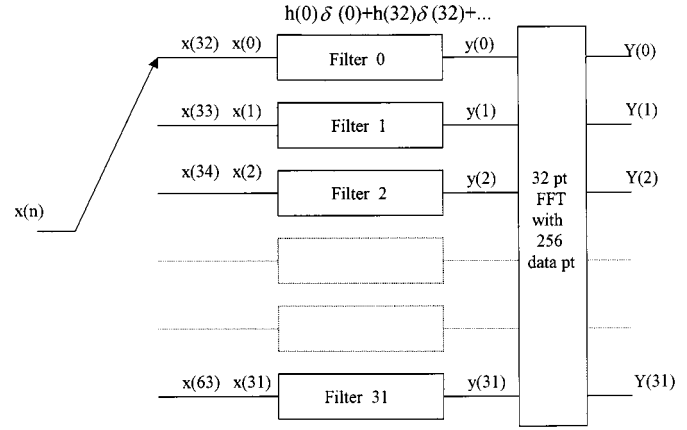 h(0)δ(0)+h(32)δ(32)+...
x(32) x(0) Filter 0 y(0) Y(0)
x(33) x(1) Filter 1 y(1) Y(1)
x(34) x(2) Filter 2 y(2) Y(2)
x(n)
32 pt
FFT
with
256
data pt
x(63) x(31) Filter 31 y(31) Y(31)